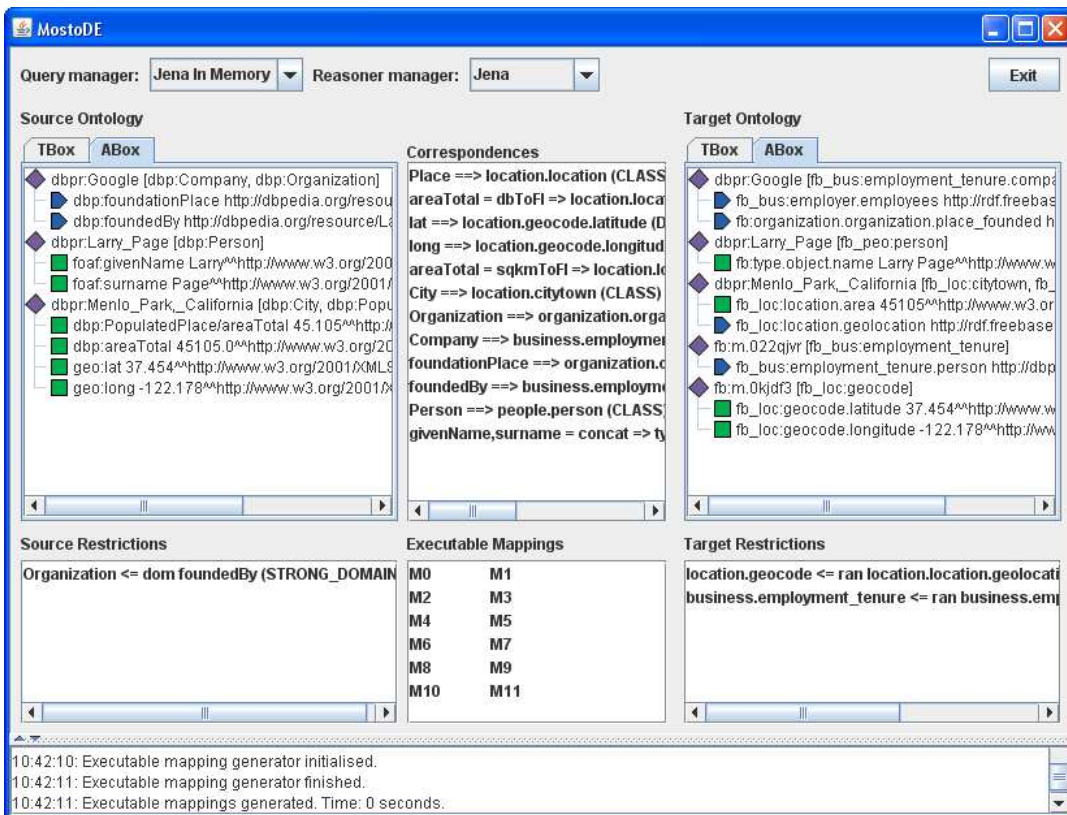 MostoDE
Query manager: Jena In Memory Reasoner manager: Jena Exit
Source Ontology
TBox ABox
dbpr:Google [dbp:Company, dbp:Organization]
dbp:foundationPlace http://dbpedia.org/resou
dbp:foundedBy http://dbpedia.org/resource/La
dbpr:Larry_Page [dbp:Person]
foaf:givenName Larry^^http://www.w3.org/200
foaf:surname Page^^http://www.w3.org/2001/
dbpr:Menlo_Park,_California [dbp:City, dbp:Popu
dbp:PopulatedPlace/areaTotal 45.105^^http:/
dbp:areaTotal 45105.0^^http://www.w3.org/20
geo:lat 37.454^^http://www.w3.org/2001/XMLS
geo:long -122.178^^http://www.w3.org/2001/X
Correspondences
Place ==> location.location (CLASS
areaTotal = dbToFl => location.locat
lat ==> location.geocode.latitude (D
long ==> location.geocode.longitud
areaTotal = sqkmToFl => location.lo
City ==> location.citytown (CLASS)
Organization ==> organization.orga
Company ==> business.employmen
foundationPlace ==> organization.o
foundedBy ==> business.employme
Person ==> people.person (CLASS)
givenName,surname = concat => ty
Target Ontology
TBox ABox
dbpr:Google [fb_bus:employment_tenure.compa
fb_bus:employer.employees http://rdf.freebas
fb:organization.organization.place_founded h
dbpr:Larry_Page [fb_peo:person]
fb:type.object.name Larry Page^^http://www.w
dbpr:Menlo_Park,_California [fb_loc:citytown, fb_
fb_loc:location.area 45105^^http://www.w3.or
fb_loc:location.geolocation http://rdf.freebase
fb:m.022qjvr [fb_bus:employment_tenure]
fb_bus:employment_tenure.person http://dbp
fb:m.0kjdf3 [fb_loc:geocode]
fb_loc:geocode.latitude 37.454^^http://www.w
fb_loc:geocode.longitude -122.178^^http://ww
Source Restrictions
Organization <= dom foundedBy (STRONG_DOMAIN
Executable Mappings
M0 M1
M2 M3
M4 M5
M6 M7
M8 M9
M10 M11
Target Restrictions
location.geocode <= ran location.location.geolocati
business.employment_tenure <= ran business.emp
10:42:10: Executable mapping generator initialised.
10:42:11: Executable mapping generator finished.
10:42:11: Executable mappings generated. Time: 0 seconds.